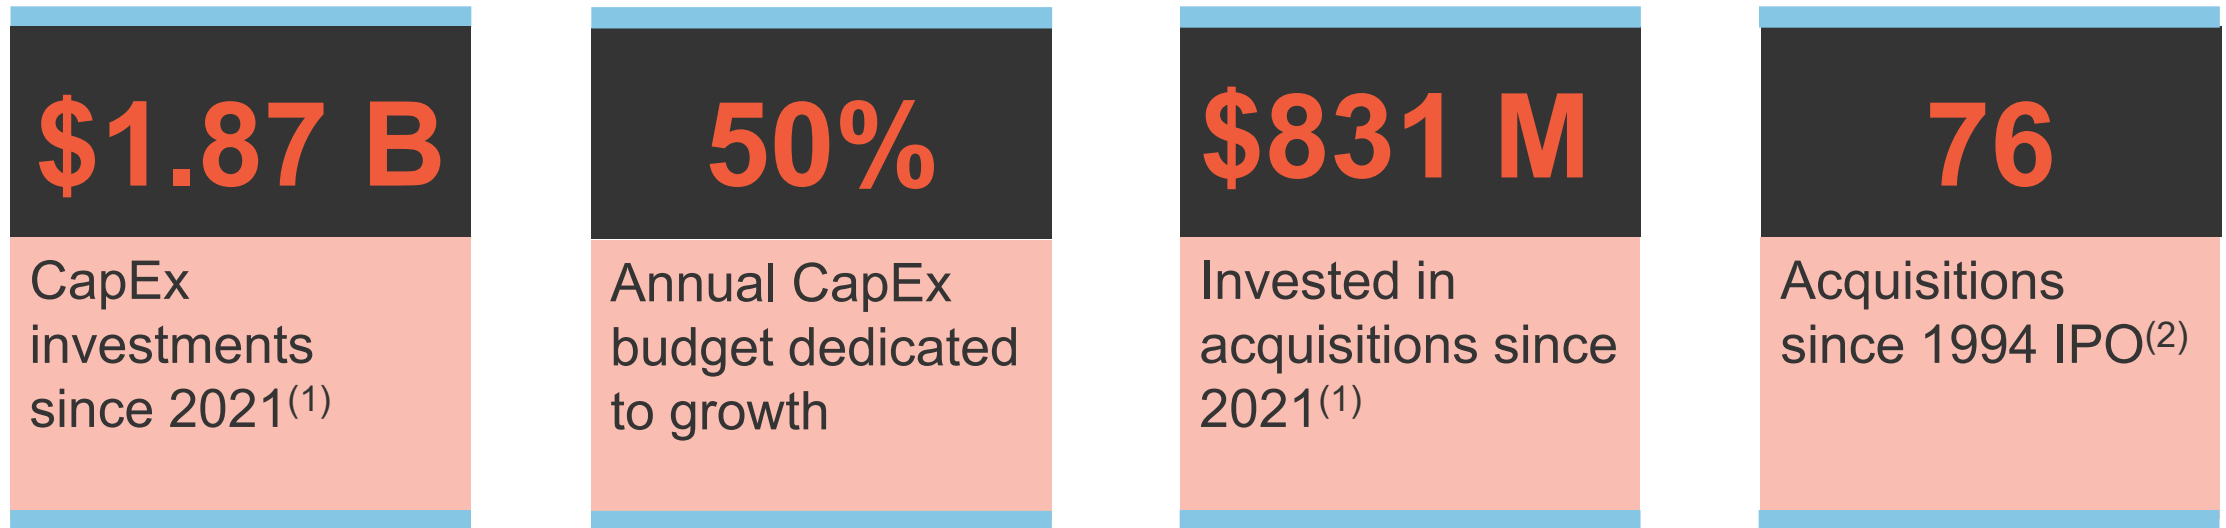 $1.87 B
CapEx
investments
since 2021(1)
50%
Annual CapEx
budget dedicated
to growth
$831 M
Invested in
acquisitions since
2021(1)
76
Acquisitions
since 1994 IPO(2)